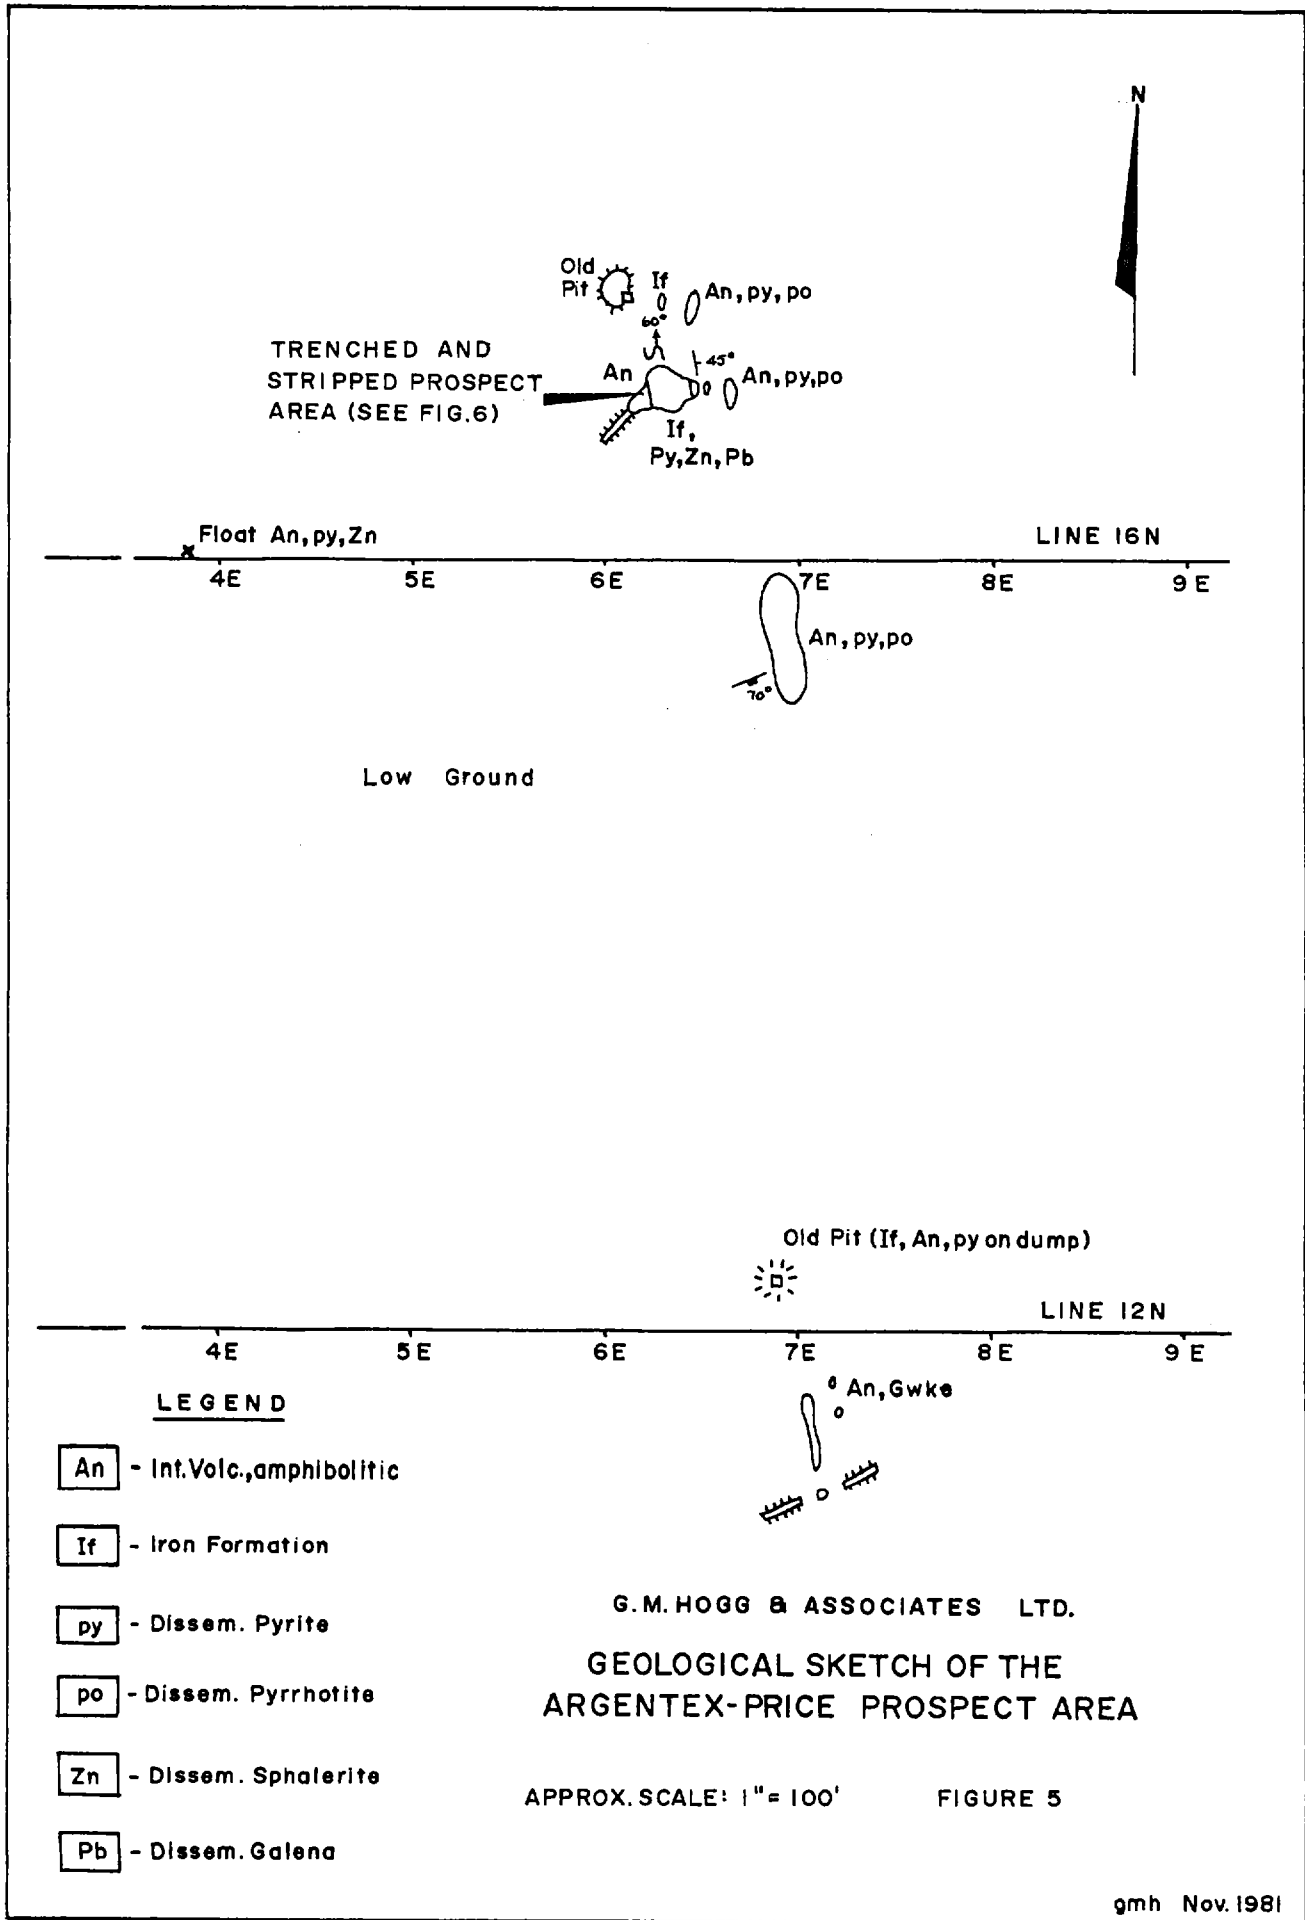 N
Old
Pit
If
An, py, po
60°
TRENCHED AND
STRIPPED PROSPECT
AREA (SEE FIG.6)
An
45°
An, py, po
If,
Py, Zn, Pb
Float An, py, Zn
LINE 16N
4E 5E 6E 7E 8E 9E
An, py, po
70°
Low Ground
Old Pit (If, An, py on dump)
LINE 12N
4E 5E 6E 7E 8E 9E
An, Gwke
LEGEND
An - Int. Volc., amphibolitic
If - Iron Formation
py - Dissem. Pyrite
po - Dissem. Pyrrhotite
Zn - Dissem. Sphalerite
Pb - Dissem. Galena
G.M. HOGG & ASSOCIATES LTD.
GEOLOGICAL SKETCH OF THE
ARGENTEX-PRICE PROSPECT AREA
APPROX. SCALE: 1" = 100' FIGURE 5
gmh Nov. 1981